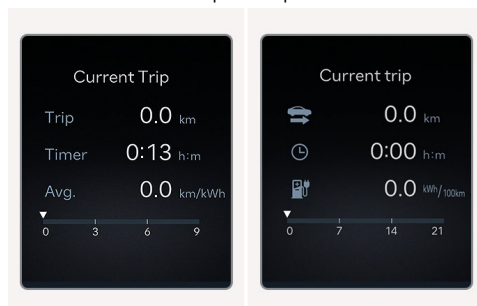 Current Trip
Trip 0.0 km
Timer 0:13 h:m
Avg. 0.0 km/kWh
0 3 6 9
Current trip
0.0 km
0:00 h:m
0.0 kWh/100km
0 7 14 21